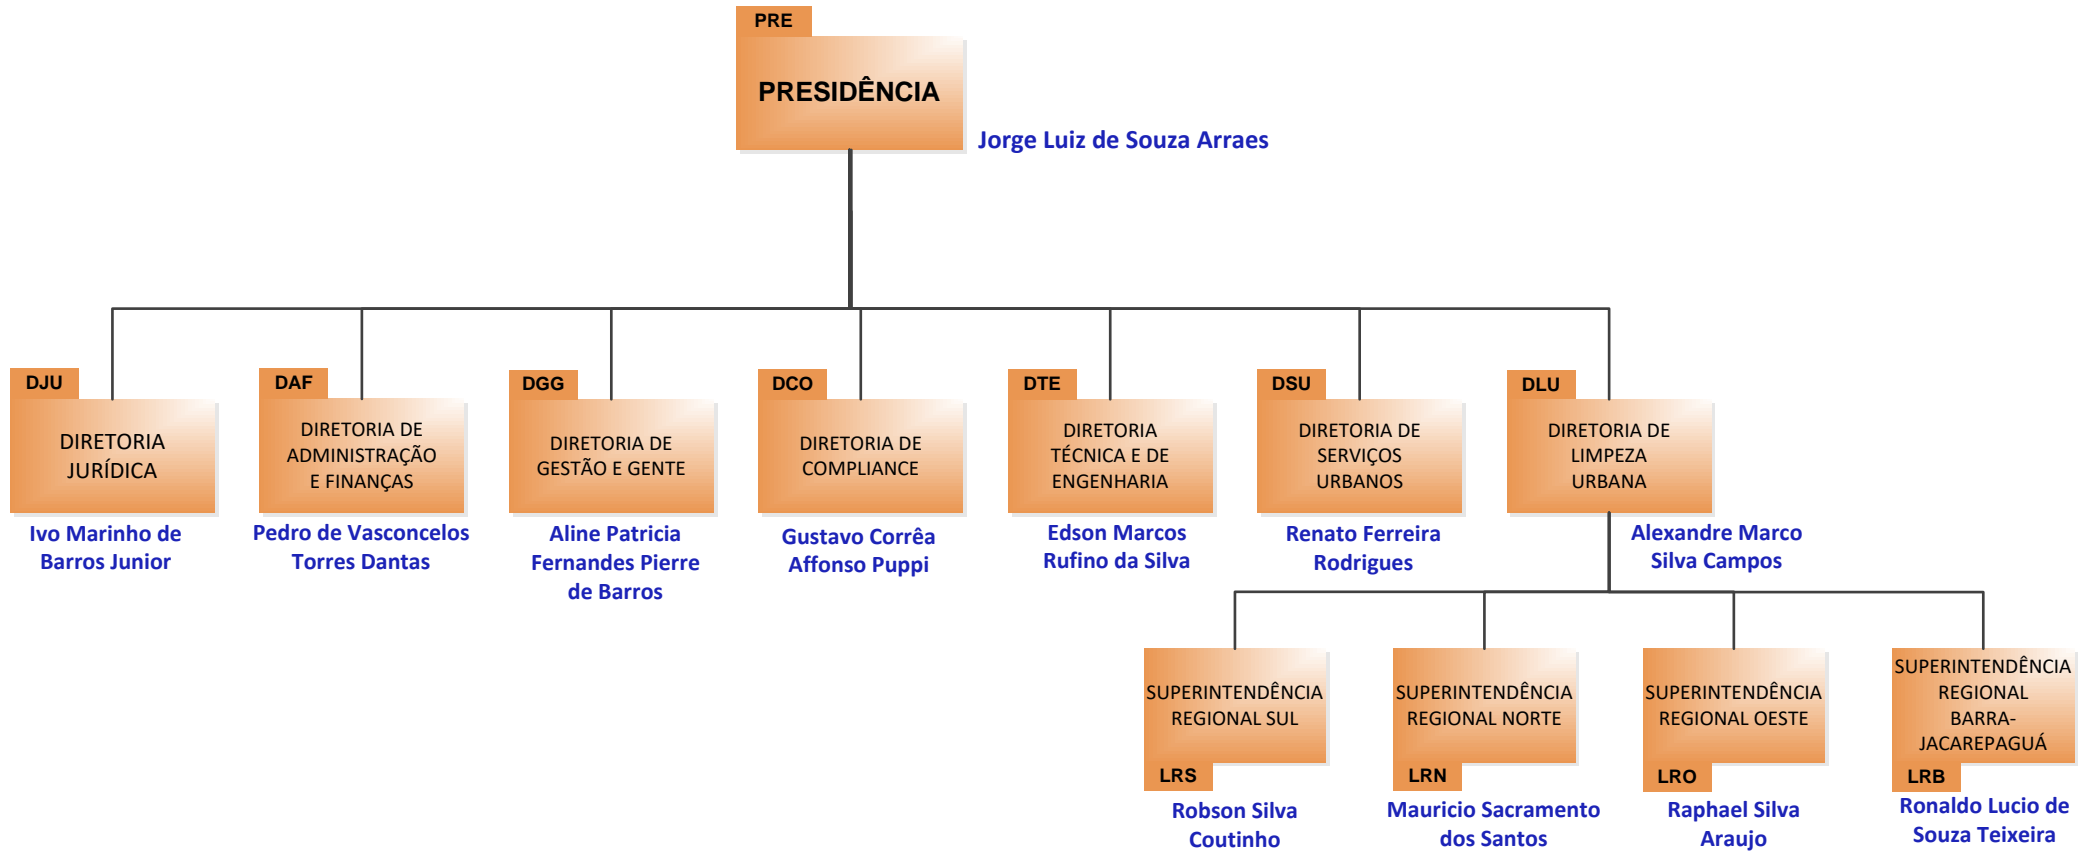 PRE
PRESIDÊNCIA
Jorge Luiz de Souza Arraes
DJU
DIRETORIA
JURÍDICA
Ivo Marinho de
Barros Junior
DAF
DIRETORIA DE
ADMINISTRAÇÃO
E FINANÇAS
Pedro de Vasconcelos
Torres Dantas
DGG
DIRETORIA DE
GESTÃO E GENTE
Aline Patricia
Fernandes Pierre
de Barros
DCO
DIRETORIA DE
COMPLIANCE
Gustavo Corrêa
Affonso Puppi
DTE
DIRETORIA
TÉCNICA E DE
ENGENHARIA
Edson Marcos
Rufino da Silva
DSU
DIRETORIA DE
SERVIÇOS
URBANOS
Renato Ferreira
Rodrigues
DLU
DIRETORIA DE
LIMPEZA
URBANA
Alexandre Marco
Silva Campos
SUPERINTENDÊNCIA
REGIONAL SUL
LRS
Robson Silva
Coutinho
SUPERINTENDÊNCIA
REGIONAL NORTE
LRN
Mauricio Sacramento
dos Santos
SUPERINTENDÊNCIA
REGIONAL OESTE
LRO
Raphael Silva
Araujo
SUPERINTENDÊNCIA
REGIONAL
BARRA-
JACAREPAGUÁ
LRB
Ronaldo Lucio de
Souza Teixeira